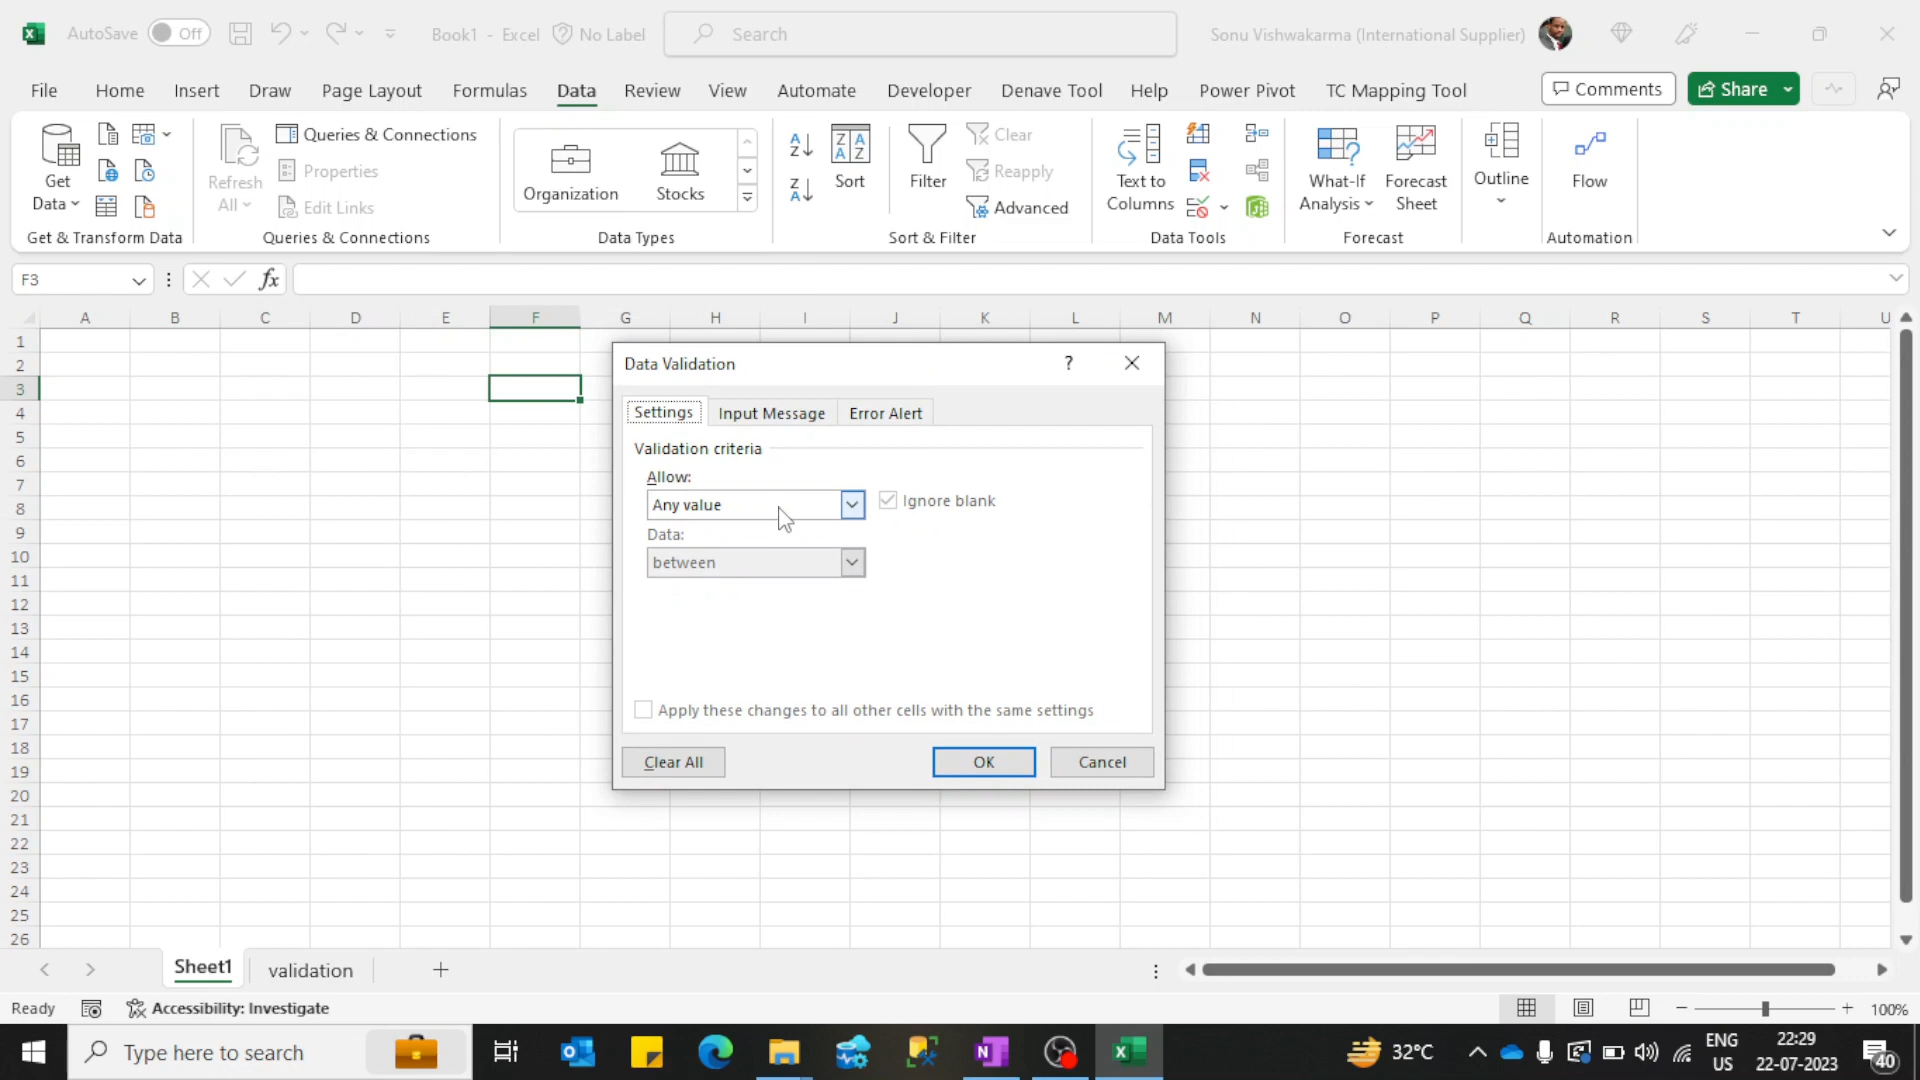 AutoSave Off Book1 - Excel No Label Search Sonu Vishwakarma (International Supplier)
File Home Insert Draw Page Layout Formulas Data Review View Automate Developer Denave Tool Help Power Pivot TC Mapping Tool Comments Share
Get Data
Refresh All
Queries & Connections
Properties
Edit Links
Organization
Stocks
Sort
Filter
Clear
Reapply
Advanced
Text to Columns
What-If Analysis
Forecast Sheet
Outline
Flow
Get & Transform Data Queries & Connections Data Types Sort & Filter Data Tools Forecast Automation
F3 fx
A B C D E F G H I J K L M N O P Q R S T U
1
2
3
4
5
6
7
8
9
10
11
12
13
14
15
16
17
18
19
20
21
22
23
24
25
26
Data Validation ?
Settings Input Message Error Alert
Validation criteria
Allow:
Any value Ignore blank
Data:
between
Apply these changes to all other cells with the same settings
Clear All OK Cancel
Sheet1 validation
Ready Accessibility: Investigate 100%
Type here to search 32°C ENG US 22:29 22-07-2023 40